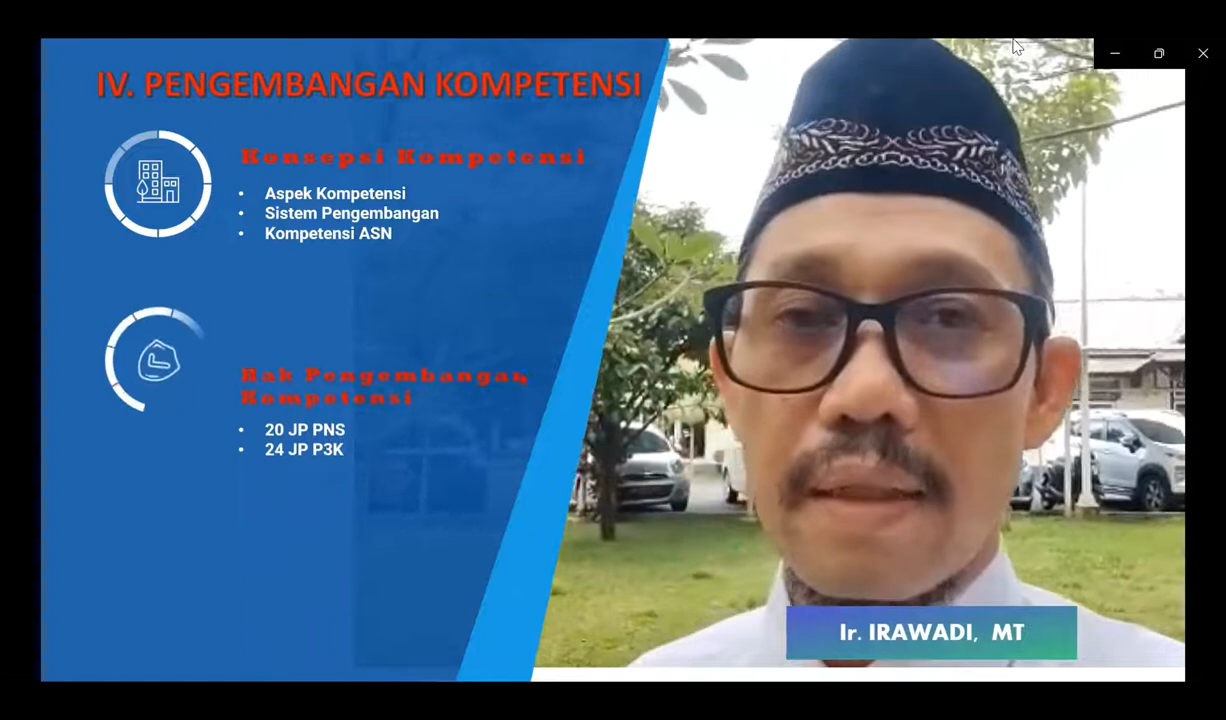 IV. PENGEMBANGAN KOMPETENSI
Konsepsi Kompetensi
• Aspek Kompetensi
• Sistem Pengembangan
• Kompetensi ASN
Hak Pengembangan
Kompetensi
• 20 JP PNS
• 24 JP P3K
Ir. IRAWADI, MT